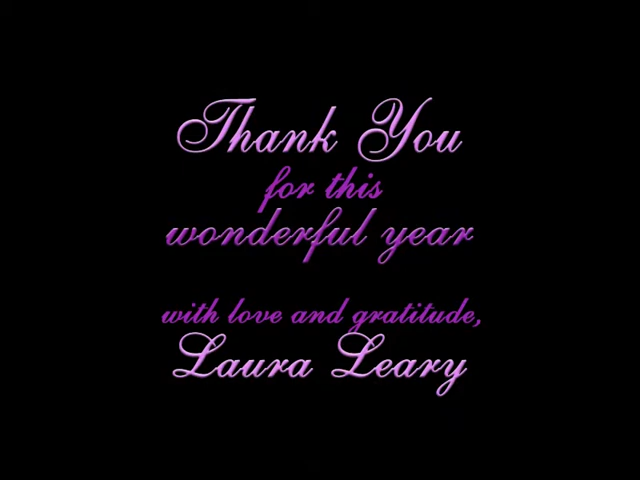 Thank You
for this
wonderful year
with love and gratitude,
Laura Leary